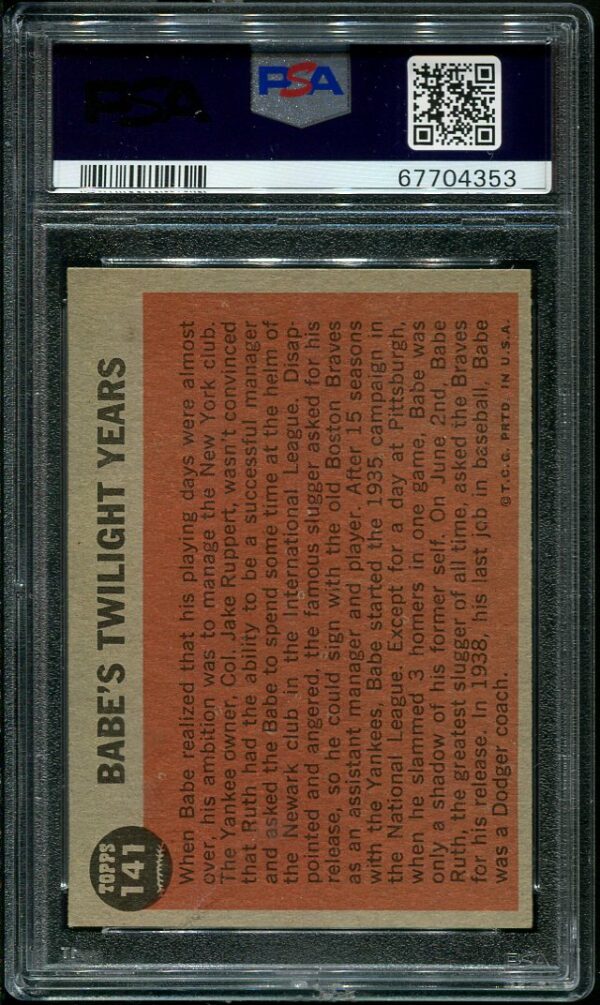 PSA
PSA
67704353
TOPPS
141
BABE'S TWILIGHT YEARS
When Babe realized that his playing days were almost
over his ambition was to manage the New York club.
The Yankee owner, Col. Jake Ruppert, wasn't convinced
that Ruth had the ability to be a successful manager
and asked the Babe to spend some time at the helm of
the Newark club in the International League. Disap-
pointed and angered, the famous slugger asked for his
release, so he could sign with the old Boston Braves
as an assistant manager and player. After 15 seasons
with the Yankees, Babe started the 1935 campaign in
the National League. Except for a day at Pittsburgh,
when he slammed 3 homers in one game, Babe was
only a shadow of his former self. On June 2nd, Babe
Ruth, the greatest slugger of all time, asked the Braves
for his release. In 1938, his last job in baseball, Babe
was a Dodger coach.
© T.C.G. PRTD. IN U.S.A.
PSA